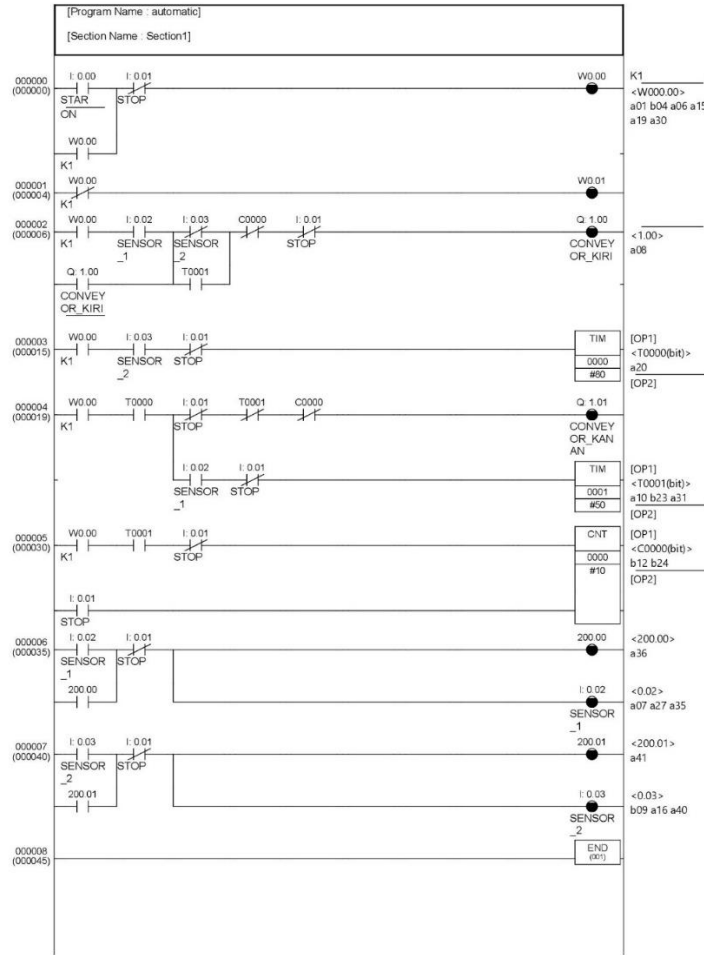 [Program Name : automatic]
[Section Name : Section1]
000000
(000000)
I: 0.00
I: 0.01
W0.00
K1
STAR
ON
STOP
<W000.00>
a01 b04 a06 a15
a19 a30
W0.00
K1
000001
(000004)
W0.00
K1
W0.01
000002
(000006)
W0.00
I: 0.02
I: 0.03
C0000
I: 0.01
Q: 1.00
K1
SENSOR
_1
SENSOR
_2
STOP
CONVEY
OR_KIRI
<1.00>
a08
Q: 1.00
T0001
CONVEY
OR_KIRI
000003
(000015)
W0.00
I: 0.03
I: 0.01
TIM
[OP1]
K1
SENSOR
_2
STOP
0000
#80
<T0000(bit)>
a20
[OP2]
000004
(000019)
W0.00
T0000
I: 0.01
T0001
C0000
Q: 1.01
K1
STOP
CONVEY
OR_KAN
AN
I: 0.02
I: 0.01
SENSOR
_1
STOP
TIM
0001
#50
[OP1]
<T0001(bit)>
a10 b23 a31
[OP2]
000005
(000030)
W0.00
T0001
I: 0.01
K1
STOP
CNT
0000
#10
[OP1]
<C0000(bit)>
b12 b24
[OP2]
I: 0.01
STOP
000006
(000035)
I: 0.02
I: 0.01
200.00
<200.00>
SENSOR
_1
STOP
a36
200.00
I: 0.02
<0.02>
SENSOR
_1
a07 a27 a35
000007
(000040)
I: 0.03
I: 0.01
200.01
<200.01>
SENSOR
_2
STOP
a41
200.01
I: 0.03
<0.03>
SENSOR
_2
b09 a16 a40
000008
(000045)
END
(001)